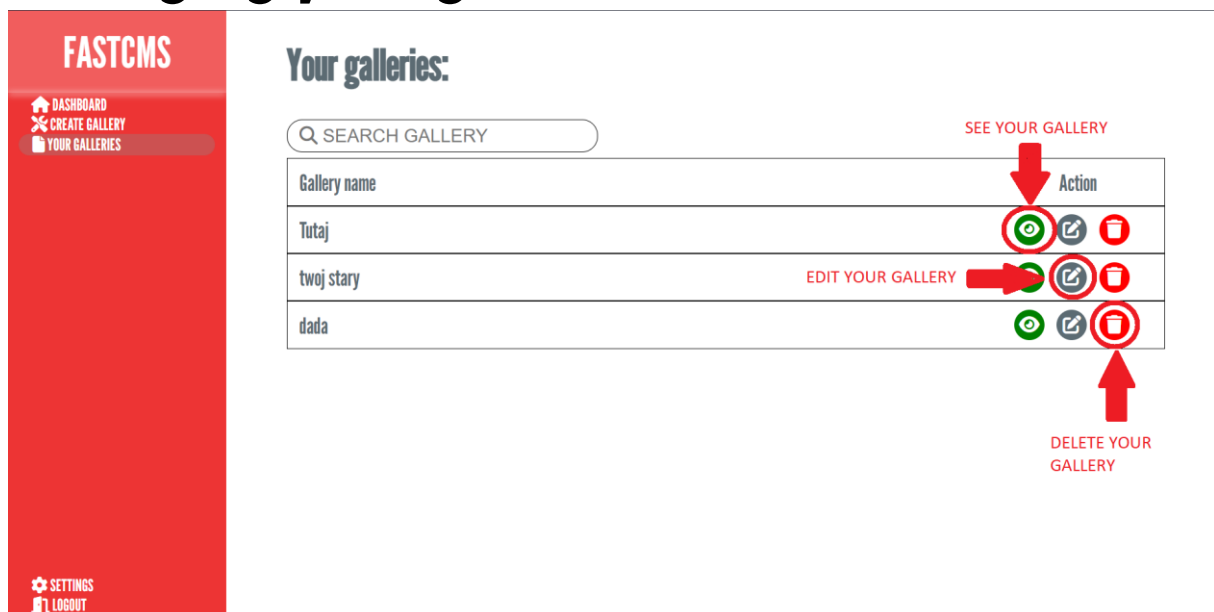 FASTCMS
DASHBOARD
CREATE GALLERY
YOUR GALLERIES
SETTINGS
LOGOUT
Your galleries:
SEARCH GALLERY
SEE YOUR GALLERY
Gallery name Action
Tutaj
twoj stary
EDIT YOUR GALLERY
dada
DELETE YOUR
GALLERY